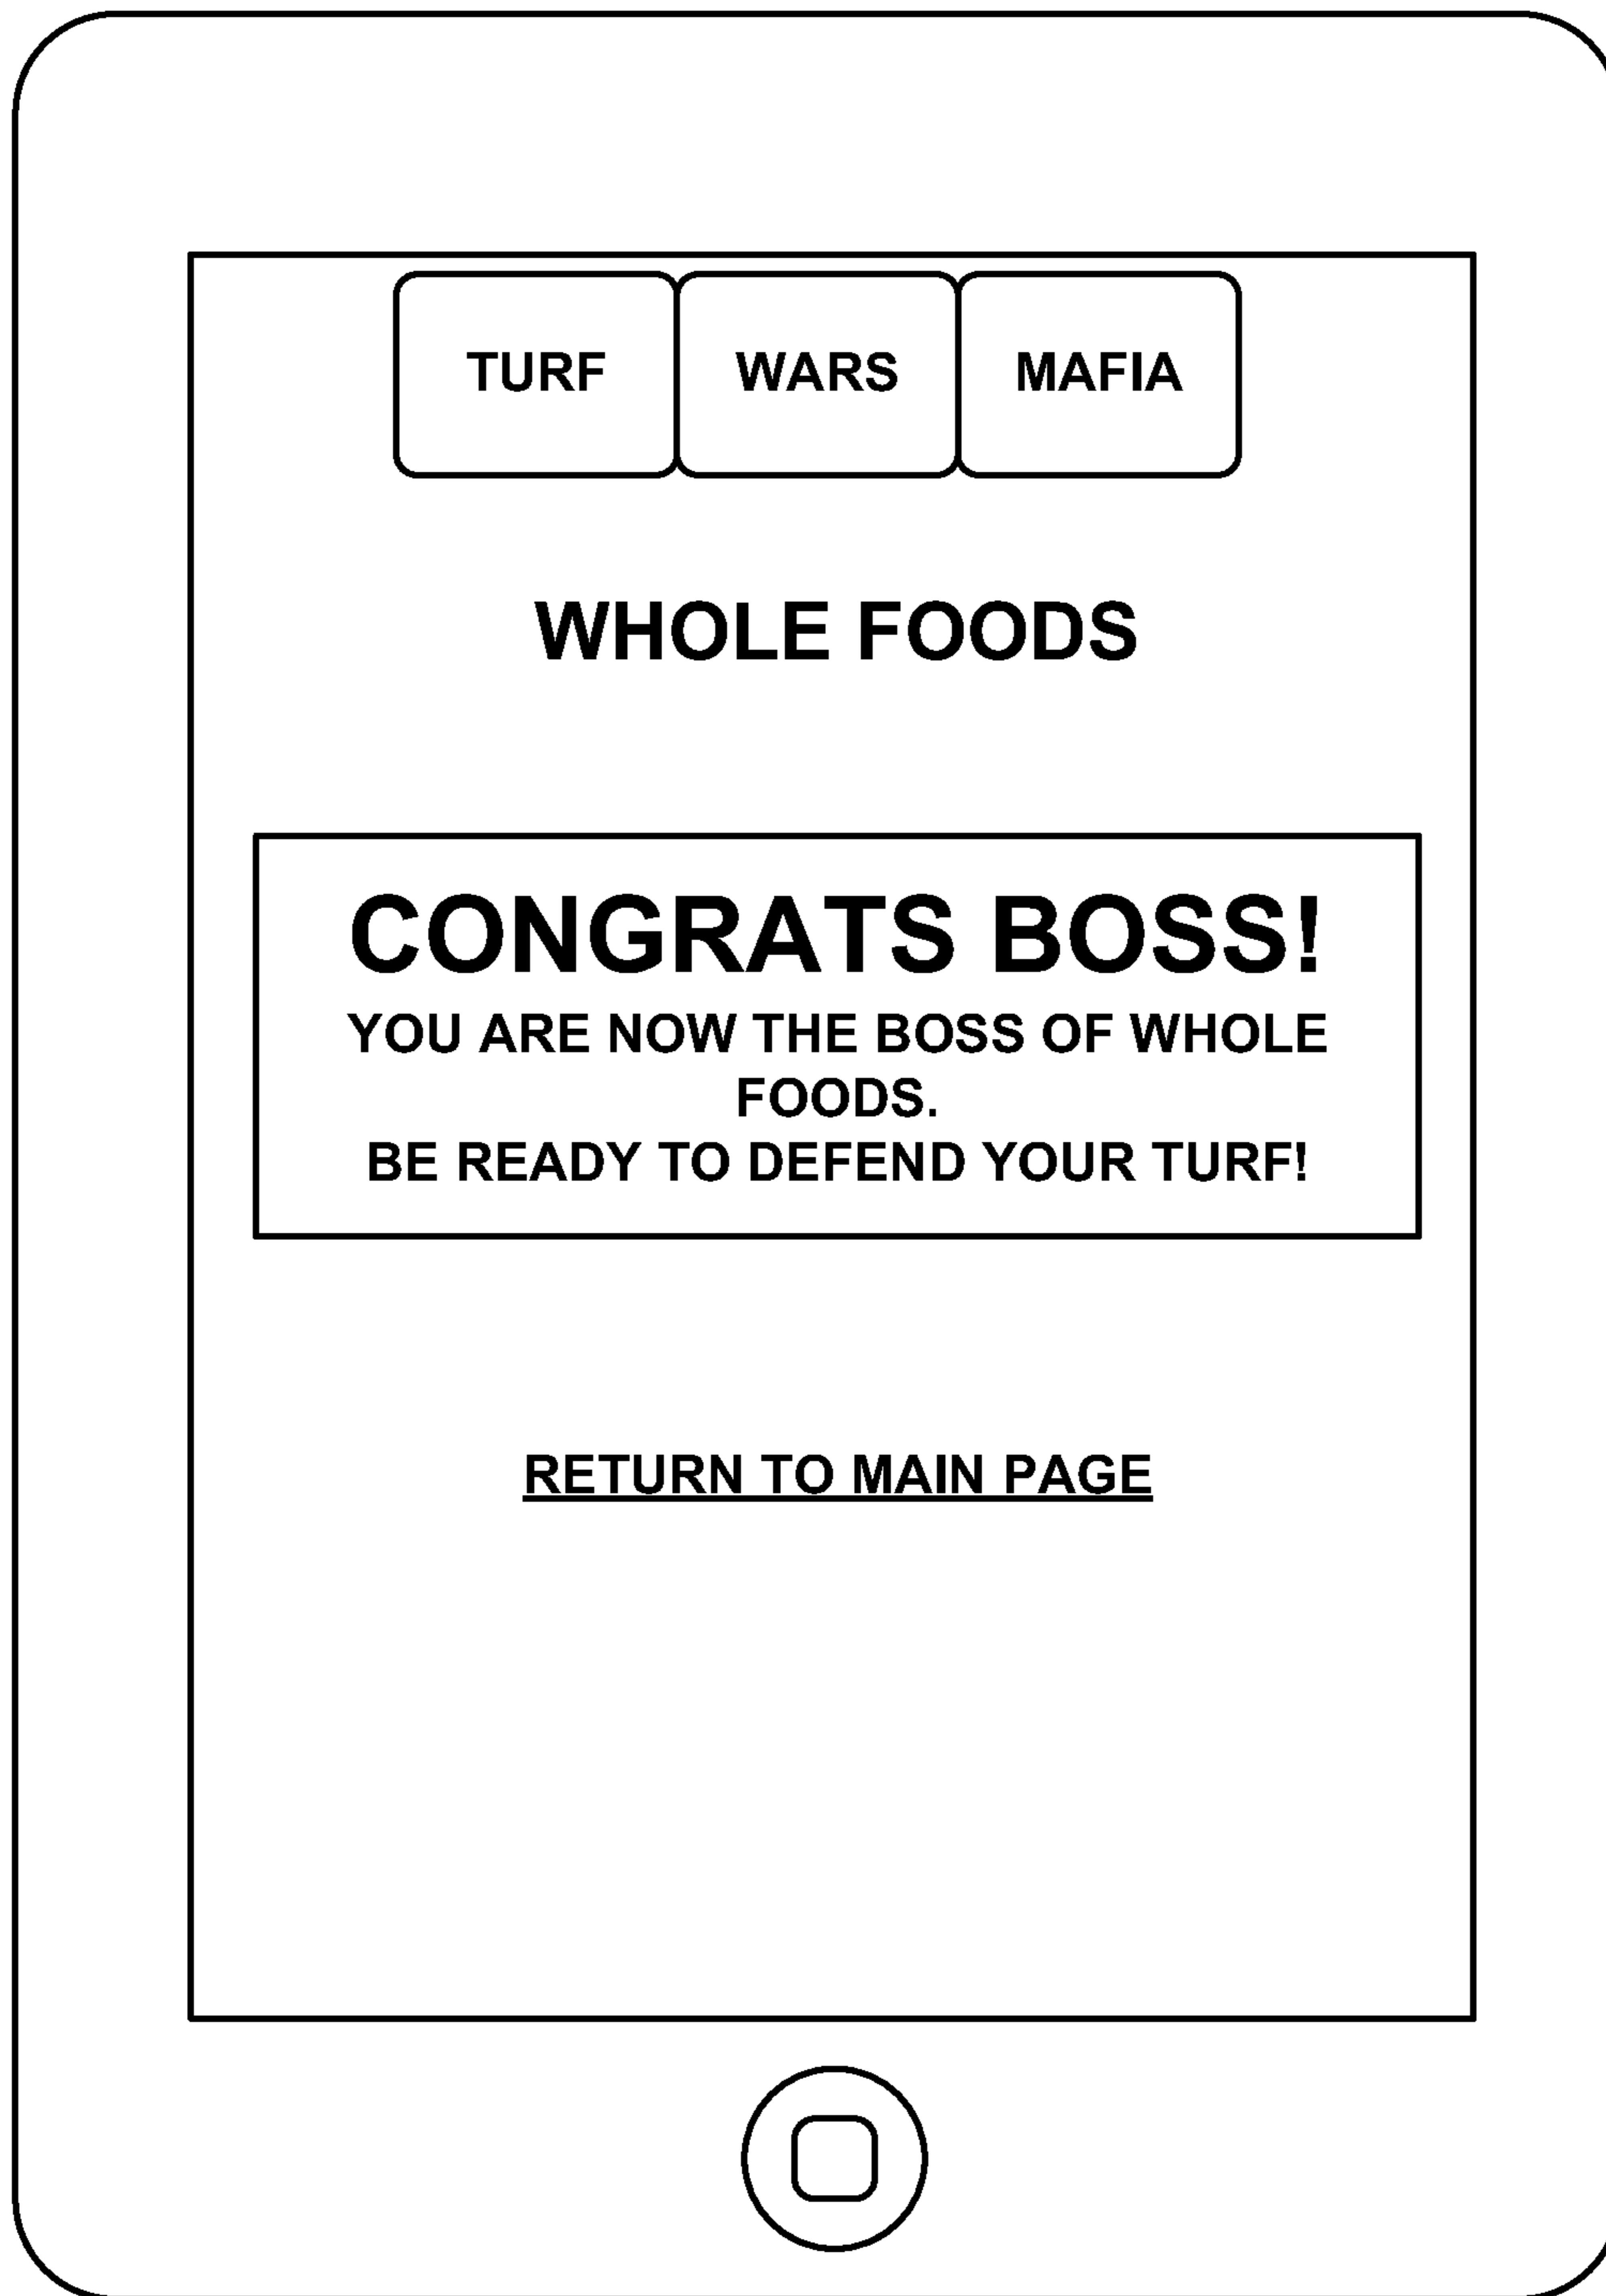 TURF WARS MAFIA
WHOLE FOODS
CONGRATS BOSS!
YOU ARE NOW THE BOSS OF WHOLE
FOODS.
BE READY TO DEFEND YOUR TURF!
RETURN TO MAIN PAGE